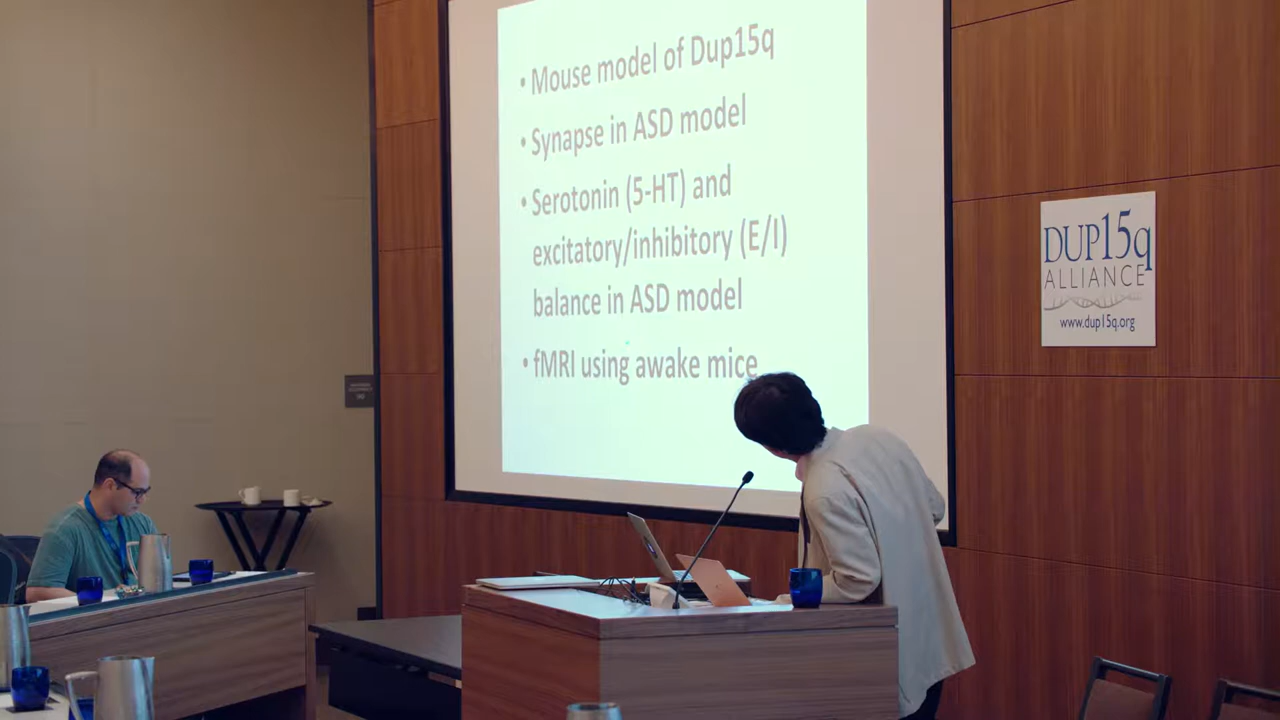 • Mouse model of Dup15q
• Synapse in ASD model
• Serotonin (5-HT) and
excitatory/inhibitory (E/I)
balance in ASD model
• fMRI using awake mice
DUP15q
ALLIANCE
www.dup15q.org